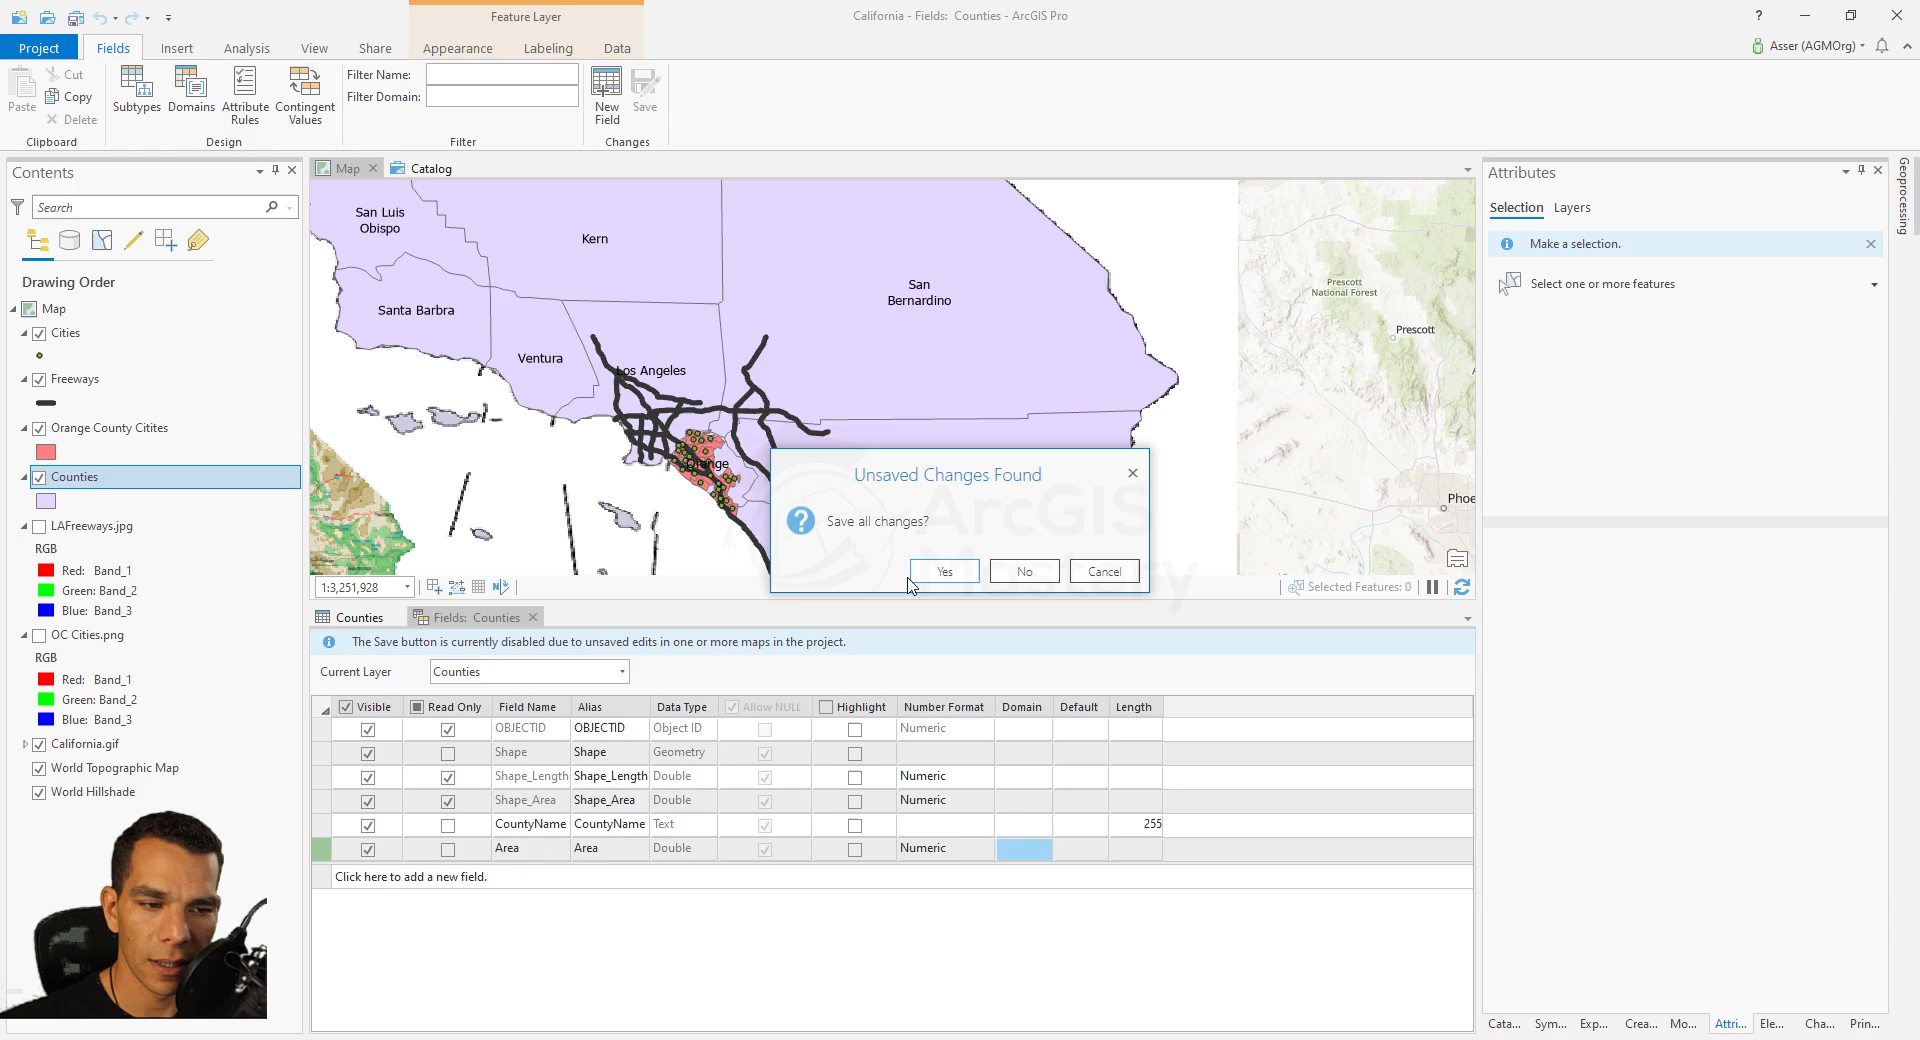 California - Fields: Counties - ArcGIS Pro
Feature Layer
Project
Fields
Insert
Analysis
View
Share
Appearance
Labeling
Data
Asser (AGMOrg)
Paste
Cut
Copy
Delete
Clipboard
Subtypes
Domains
Attribute
Rules
Contingent
Values
Design
Filter Name:
Filter Domain:
Filter
New
Field
Save
Changes
Contents
Search
Drawing Order
Map
Cities
Freeways
Orange County Citites
Counties
LAFreeways.jpg
RGB
Red: Band_1
Green: Band_2
Blue: Band_3
OC Cities.png
RGB
Red: Band_1
Green: Band_2
Blue: Band_3
California.gif
World Topographic Map
World Hillshade
Map
Catalog
San Luis
Obispo
Kern
San
Bernardino
Santa Barbra
Ventura
Los Angeles
Orange
Prescott
National Forest
Prescott
Phoe
Unsaved Changes Found
Save all changes?
Yes
No
Cancel
ArcGIS
Mastery
1:3,251,928
Selected Features: 0
Counties
Fields: Counties
The Save button is currently disabled due to unsaved edits in one or more maps in the project.
Current Layer
Counties
Visible Read Only Field Name Alias Data Type Allow NULL Highlight Number Format Domain Default Length
OBJECTID OBJECTID Object ID Numeric
Shape Shape Geometry
Shape_Length Shape_Length Double Numeric
Shape_Area Shape_Area Double Numeric
CountyName CountyName Text 255
Area Area Double Numeric
Click here to add a new field.
Attributes
Selection
Layers
Make a selection.
Select one or more features
Geoprocessing
Cata...
Sym...
Exp...
Crea...
Mo...
Attri...
Ele...
Cha...
Prin...